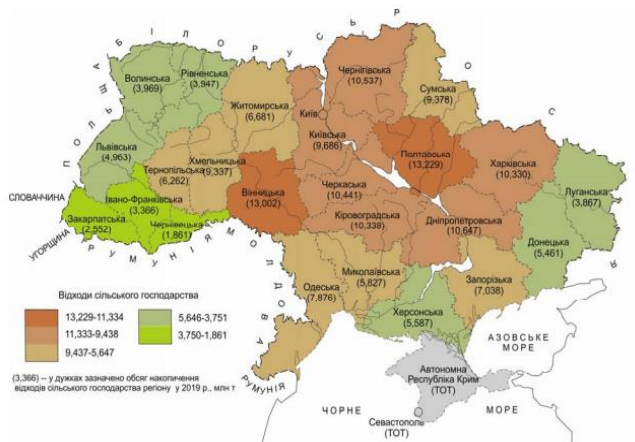 БІЛОРУСЬ
ПОЛЬЩА
РОСІЯ
Волинська
(3,969)
Рівненська
(3,947)
Житомирська
(6,681)
Київ
Київська
(9,686)
Чернігівська
(10,537)
Сумська
(9,378)
Львівська
(4,963)
Тернопільська
(6,262)
Хмельницька
(9,337)
Вінницька
(13,002)
Черкаська
(10,441)
Полтавська
(13,229)
Харківська
(10,330)
Луганська
(3,867)
СЛОВАЧЧИНА
Івано-Франківська
(3,366)
Закарпатська
(2,552)
Чернівецька
(1,861)
Кіровоградська
(10,338)
Дніпропетровська
(10,647)
Донецька
(5,461)
УГОРЩИНА
РУМУНІЯ
МОЛДОВА
Одеська
(7,876)
Миколаївська
(5,827)
Запорізька
(7,038)
Херсонська
(5,587)
Відходи сільського господарства
13,229-11,334
11,333-9,438
9,437-5,647
5,646-3,751
3,750-1,861
РУМУНІЯ
АЗОВСЬКЕ
МОРЕ
Автономна
Республіка Крим
(ТОТ)
(3,366) -- у дужках зазначено обсяг накопичення
відходів сільського господарства регіону у 2019 р., млн т
ЧОРНЕ МОРЕ
Севастополь
(ТОТ)